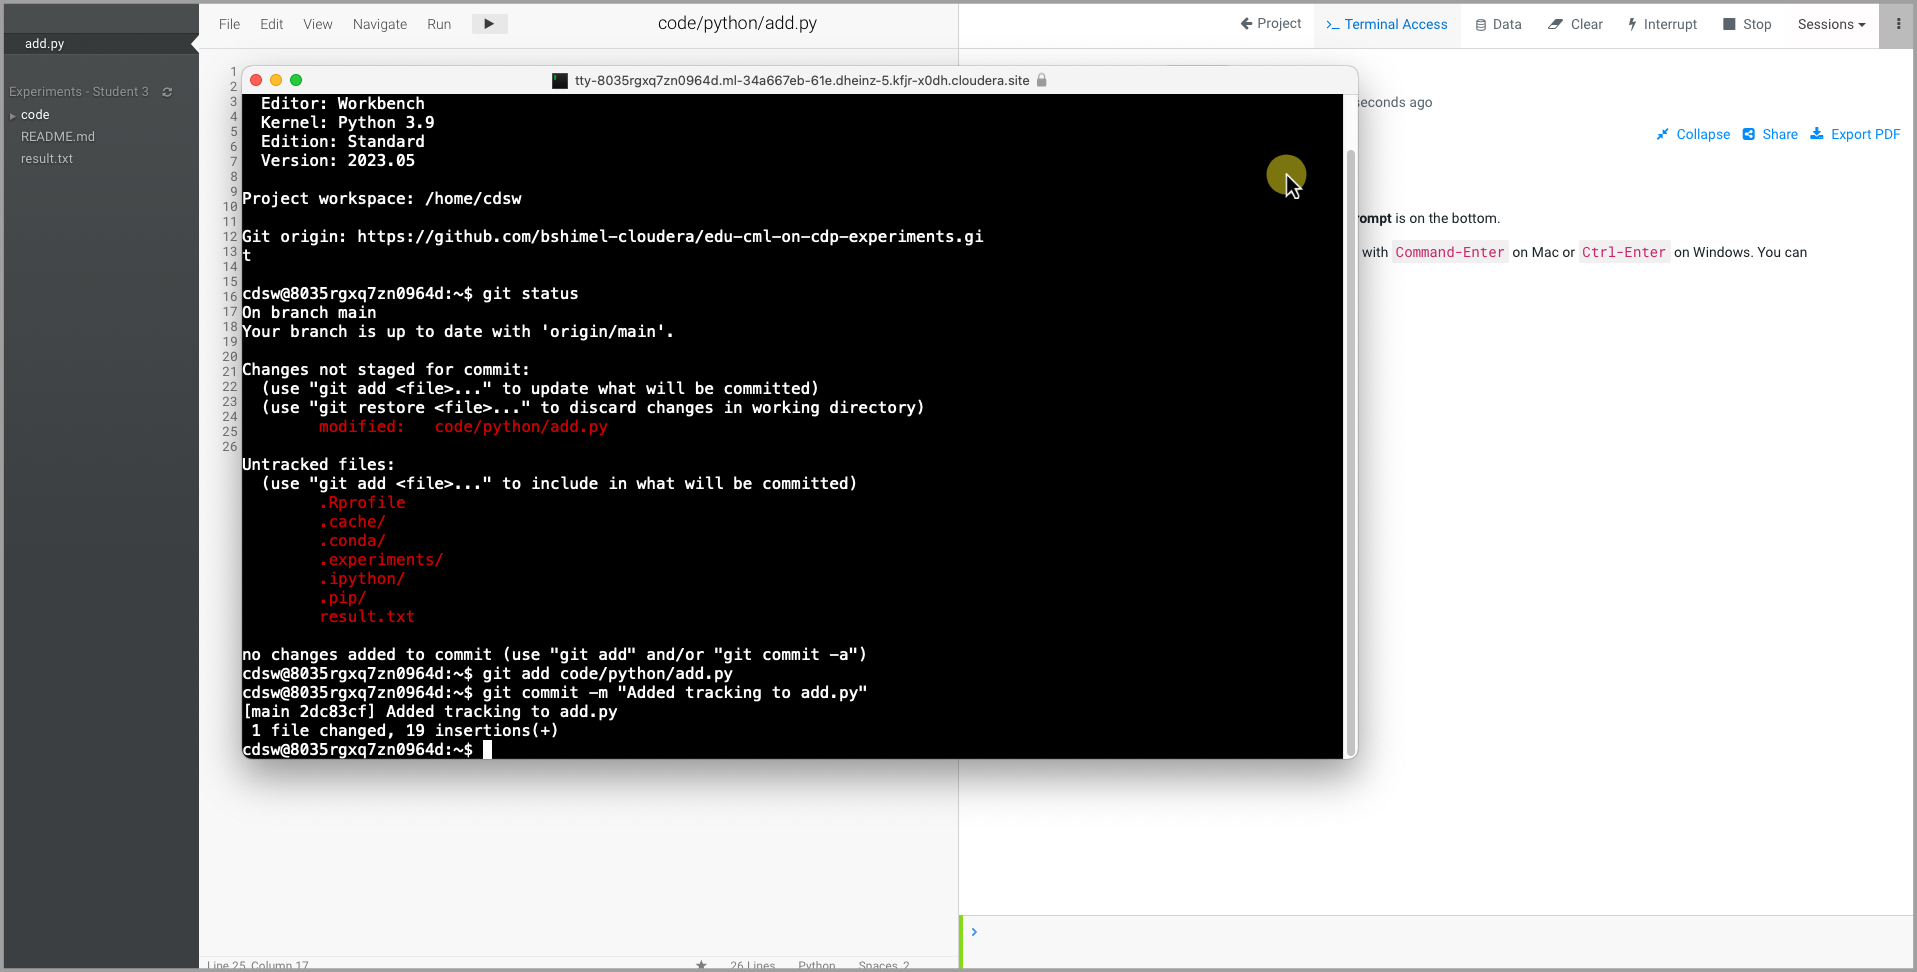 File Edit View Navigate Run
code/python/add.py
Project Terminal Access Data Clear Interrupt Stop Sessions
add.py
Experiments - Student 3
code
README.md
result.txt
1
2
3
4
5
6
7
8
9
10
11
12
13
14
15
16
17
18
19
20
21
22
23
24
25
26
tty-8035rgxq7zn0964d.ml-34a667eb-61e.dheinz-5.kfjr-x0dh.cloudera.site
Editor: Workbench
Kernel: Python 3.9
Edition: Standard
Version: 2023.05
Project workspace: /home/cdsw
Git origin: https://github.com/bshimel-cloudera/edu-cml-on-cdp-experiments.gi
t
cdsw@8035rgxq7zn0964d:~$ git status
On branch main
Your branch is up to date with 'origin/main'.
Changes not staged for commit:
(use "git add <file>..." to update what will be committed)
(use "git restore <file>..." to discard changes in working directory)
modified: code/python/add.py
Untracked files:
(use "git add <file>..." to include in what will be committed)
.Rprofile
.cache/
.conda/
.experiments/
.ipython/
.pip/
result.txt
no changes added to commit (use "git add" and/or "git commit -a")
cdsw@8035rgxq7zn0964d:~$ git add code/python/add.py
cdsw@8035rgxq7zn0964d:~$ git commit -m "Added tracking to add.py"
[main 2dc83cf] Added tracking to add.py
1 file changed, 19 insertions(+)
cdsw@8035rgxq7zn0964d:~$
seconds ago
Collapse Share Export PDF
ompt is on the bottom.
with Command-Enter on Mac or Ctrl-Enter on Windows. You can
Line 25, Column 17
26 Lines Python Spaces 2